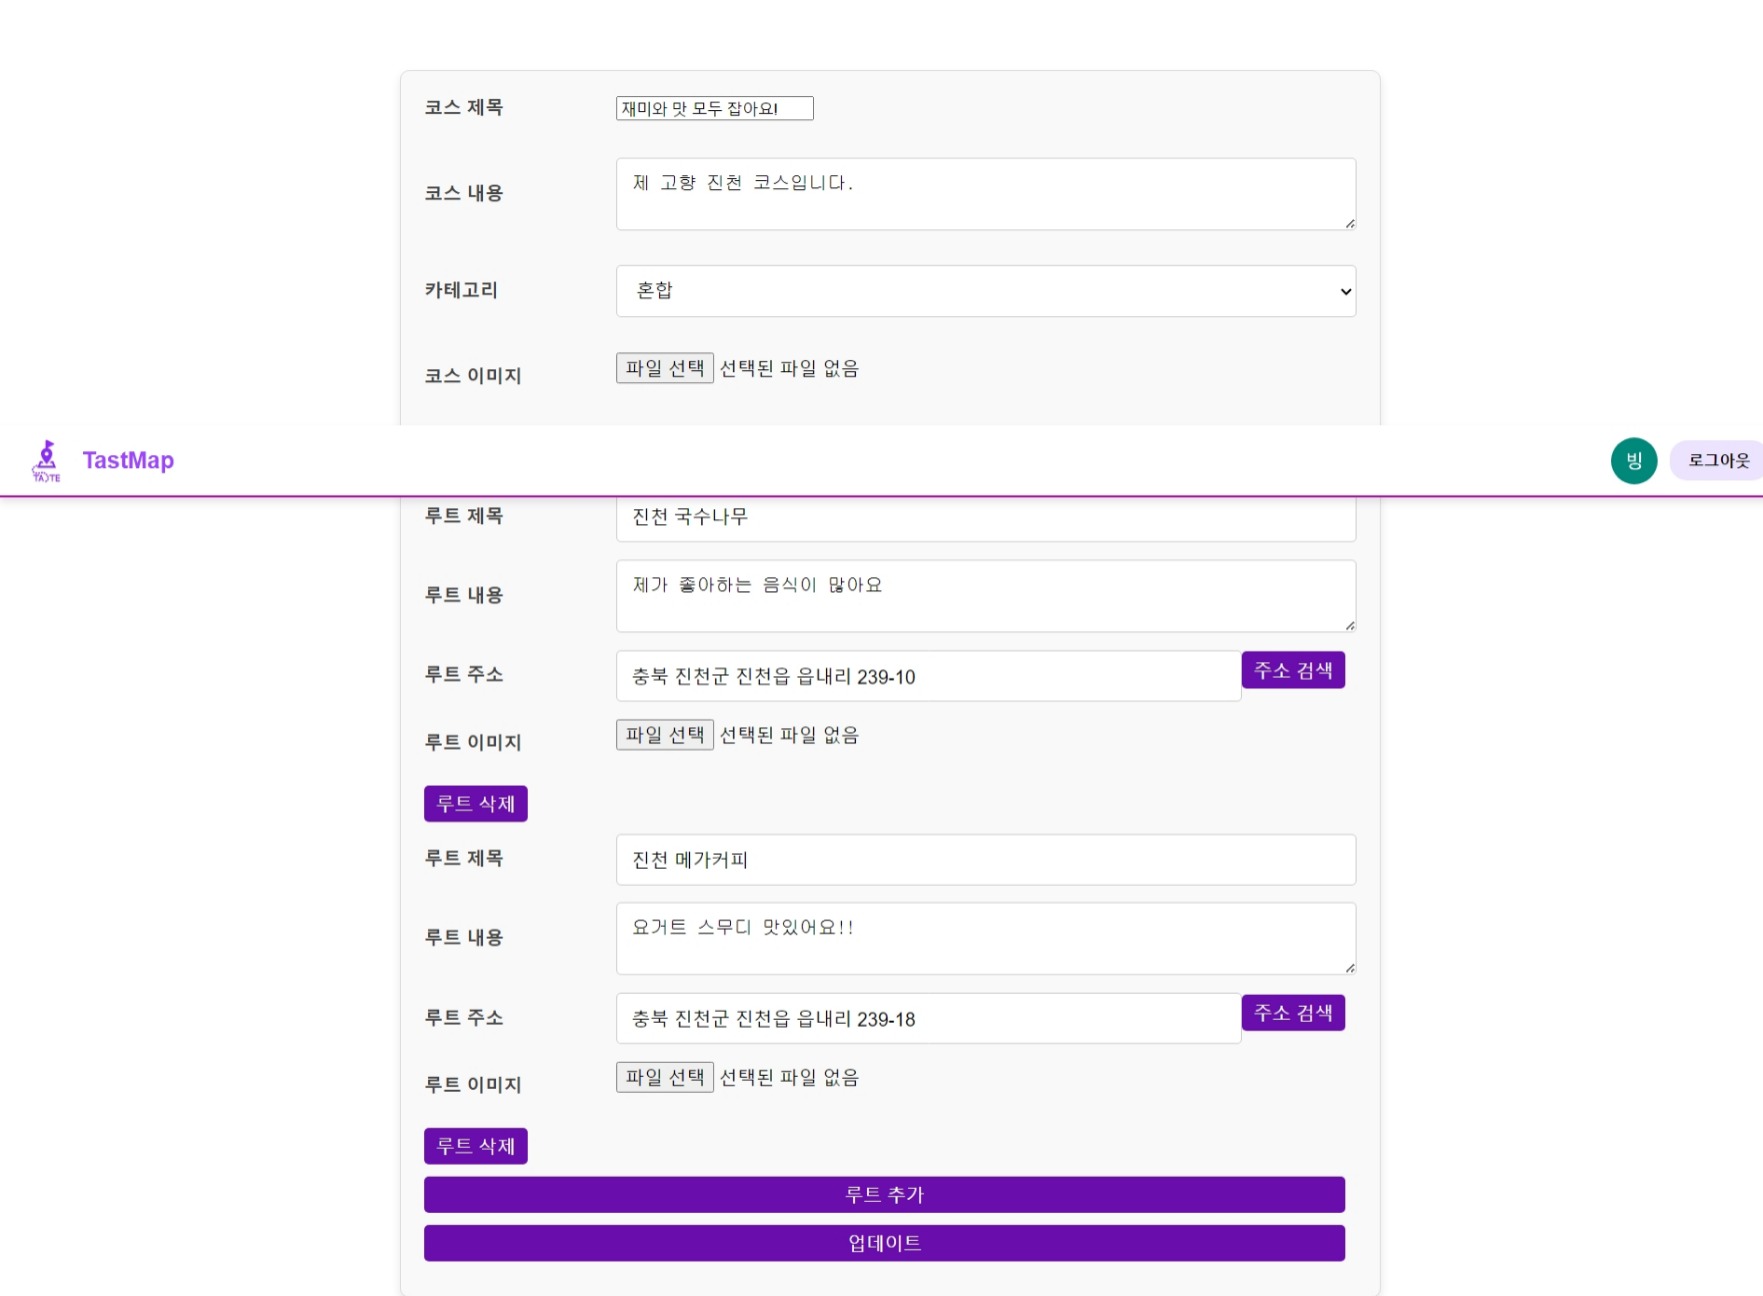 코스 제목 재미와 맛 모두 잡아요!
코스 내용 제 고향 진천 코스입니다.
카테고리 혼합
코스 이미지 파일 선택 선택된 파일 없음
TastMap 빙 로그아웃
루트 제목 진천 국수나무
루트 내용 제가 좋아하는 음식이 많아요
루트 주소 충북 진천군 진천읍 읍내리 239-10 주소 검색
루트 이미지 파일 선택 선택된 파일 없음
루트 삭제
루트 제목 진천 메가커피
루트 내용 요거트 스무디 맛있어요!!
루트 주소 충북 진천군 진천읍 읍내리 239-18 주소 검색
루트 이미지 파일 선택 선택된 파일 없음
루트 삭제
루트 추가
업데이트